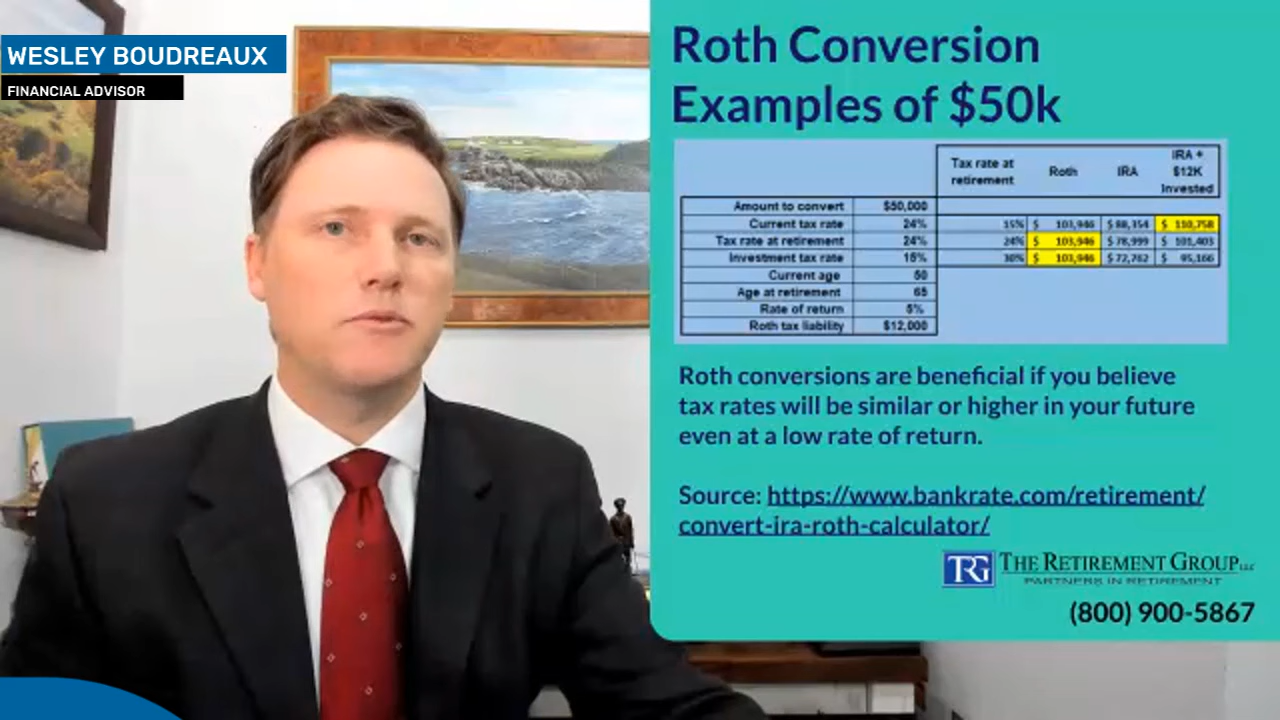 WESLEY BOUDREAUX
FINANCIAL ADVISOR
Roth Conversion
Examples of $50k
Tax rate at retirement Roth IRA IRA + $12K Invested
Amount to convert $50,000
Current tax rate 24% 15% $ 103,946 $ 88,354 $ 110,758
Tax rate at retirement 24% 24% $ 103,946 $ 78,999 $ 101,403
Investment tax rate 15% 30% $ 103,946 $ 72,762 $ 95,166
Current age 50
Age at retirement 65
Rate of return 5%
Roth tax liability $12,000
Roth conversions are beneficial if you believe
tax rates will be similar or higher in your future
even at a low rate of return.
Source: https://www.bankrate.com/retirement/
convert-ira-roth-calculator/
TRG THE RETIREMENT GROUP LLC
PARTNERS IN RETIREMENT
(800) 900-5867